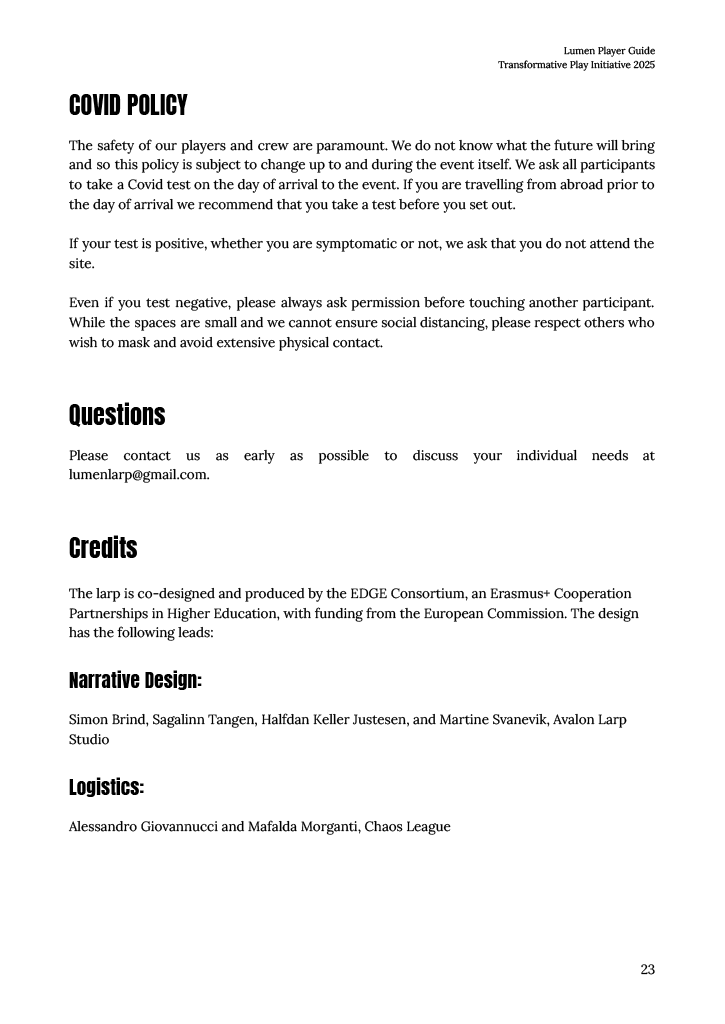 Lumen Player Guide
Transformative Play Initiative 2025
COVID POLICY
The safety of our players and crew are paramount. We do not know what the future will bring
and so this policy is subject to change up to and during the event itself. We ask all participants
to take a Covid test on the day of arrival to the event. If you are travelling from abroad prior to
the day of arrival we recommend that you take a test before you set out.
If your test is positive, whether you are symptomatic or not, we ask that you do not attend the
site.
Even if you test negative, please always ask permission before touching another participant.
While the spaces are small and we cannot ensure social distancing, please respect others who
wish to mask and avoid extensive physical contact.
Questions
Please contact us as early as possible to discuss your individual needs at
lumenlarp@gmail.com.
Credits
The larp is co-designed and produced by the EDGE Consortium, an Erasmus+ Cooperation
Partnerships in Higher Education, with funding from the European Commission. The design
has the following leads:
Narrative Design:
Simon Brind, Sagalinn Tangen, Halfdan Keller Justesen, and Martine Svanevik, Avalon Larp
Studio
Logistics:
Alessandro Giovannucci and Mafalda Morganti, Chaos League
23